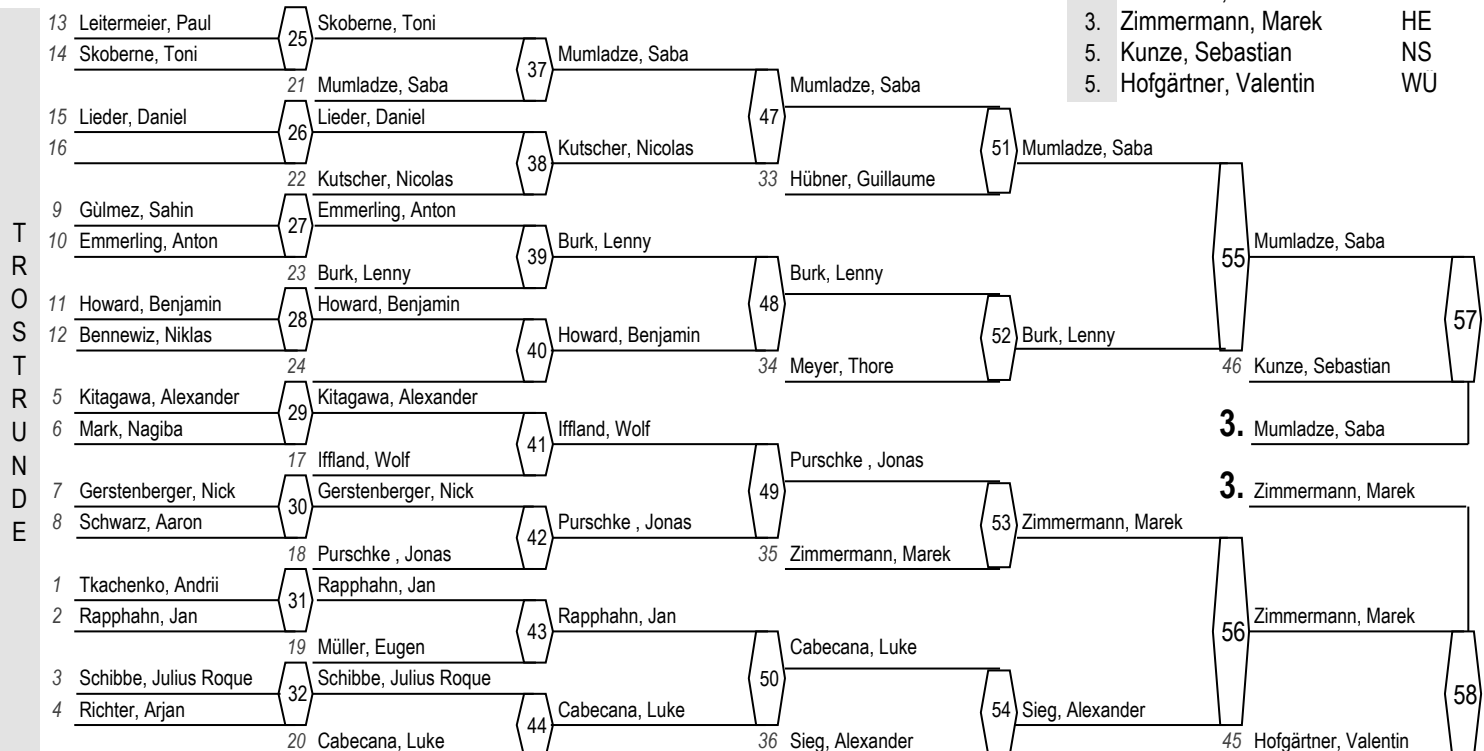 3. Zimmermann, Marek HE
5. Kunze, Sebastian NS
5. Hofgärtner, Valentin WÜ
TROSTRUNDE
13 Leitermeier, Paul
14 Skoberne, Toni
15 Lieder, Daniel
16
9 Gùlmez, Sahin
10 Emmerling, Anton
11 Howard, Benjamin
12 Bennewiz, Niklas
5 Kitagawa, Alexander
6 Mark, Nagiba
7 Gerstenberger, Nick
8 Schwarz, Aaron
1 Tkachenko, Andrii
2 Rapphahn, Jan
3 Schibbe, Julius Roque
4 Richter, Arjan
25
26
27
28
29
30
31
32
Skoberne, Toni
21 Mumladze, Saba
Lieder, Daniel
22 Kutscher, Nicolas
Emmerling, Anton
23 Burk, Lenny
Howard, Benjamin
24
Kitagawa, Alexander
17 Iffland, Wolf
Gerstenberger, Nick
18 Purschke , Jonas
Rapphahn, Jan
19 Müller, Eugen
Schibbe, Julius Roque
20 Cabecana, Luke
37
38
39
40
41
42
43
44
Mumladze, Saba
Kutscher, Nicolas
Burk, Lenny
Howard, Benjamin
Iffland, Wolf
Purschke , Jonas
Rapphahn, Jan
Cabecana, Luke
47
48
49
50
Mumladze, Saba
33 Hübner, Guillaume
Burk, Lenny
34 Meyer, Thore
Purschke , Jonas
35 Zimmermann, Marek
Cabecana, Luke
36 Sieg, Alexander
51
52
53
54
Mumladze, Saba
Burk, Lenny
Zimmermann, Marek
Sieg, Alexander
55
56
Mumladze, Saba
46 Kunze, Sebastian
3. Mumladze, Saba
3. Zimmermann, Marek
Zimmermann, Marek
45 Hofgärtner, Valentin
57
58